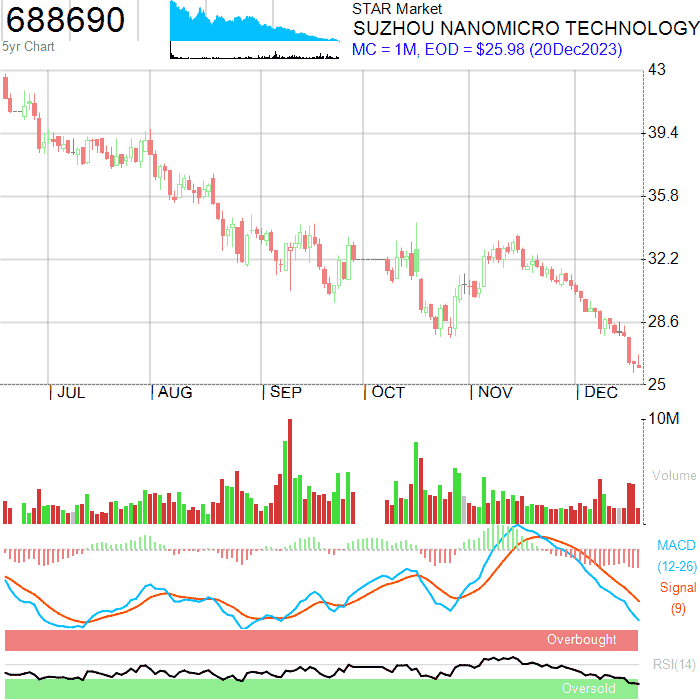 688690
5yr Chart
STAR Market
SUZHOU NANOMICRO TECHNOLOGY
MC = 1M, EOD = $25.98 (20Dec2023)
43
39.4
35.8
32.2
28.6
25
JUL AUG SEP OCT NOV DEC
10M
Volume
MACD
(12-26)
Signal
(9)
Overbought
RSI(14)
Oversold